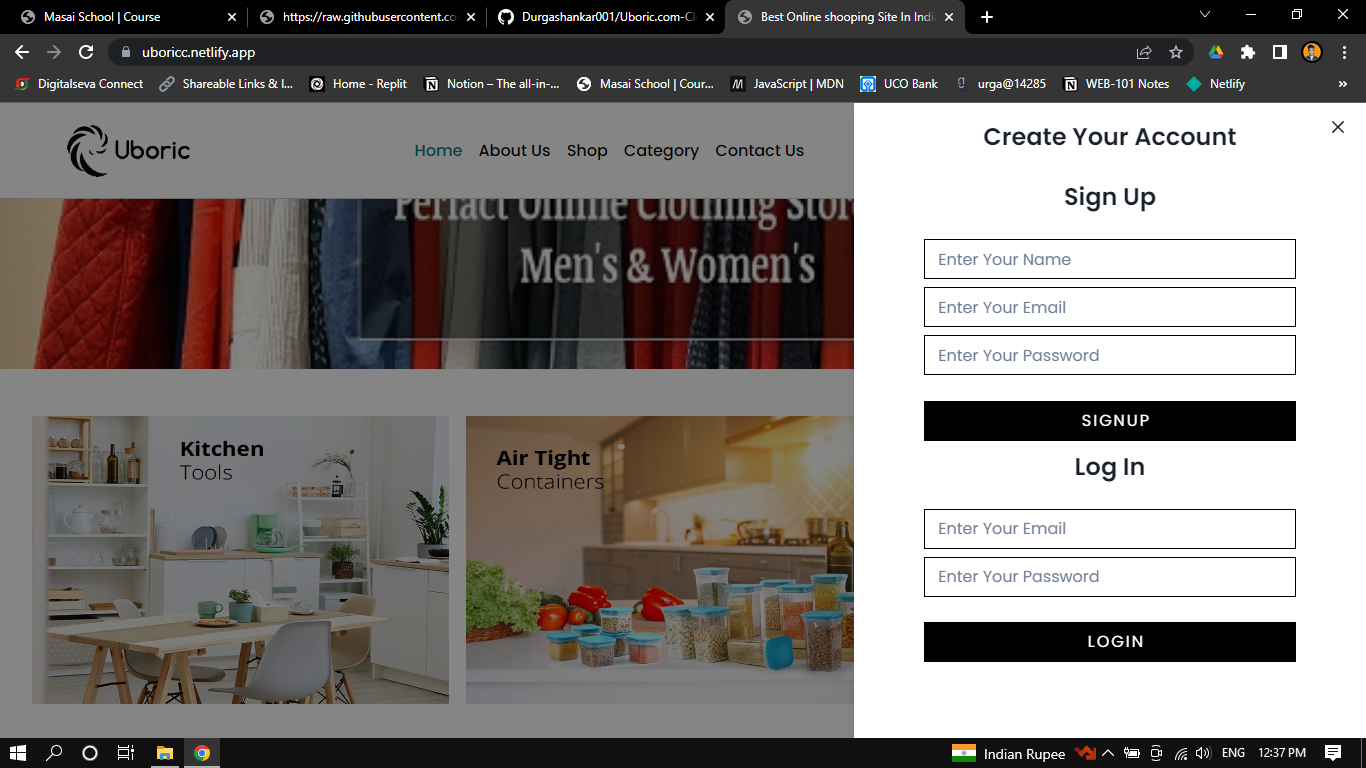 Masai School | Course
https://raw.githubusercontent.co
Durgashankar001/Uboric.com-Cl
Best Online shooping Site In Indi
uboricc.netlify.app
Digitalseva Connect
Shareable Links & I...
Home - Replit
Notion – The all-in-...
Masai School | Cour...
JavaScript | MDN
UCO Bank
urga@14285
WEB-101 Notes
Netlify
»
Uboric
Home
About Us
Shop
Category
Contact Us
Perfact Online Clothing Stor
Men's & Women's
Kitchen
Tools
Air Tight
Containers
Create Your Account
Sign Up
Enter Your Name
Enter Your Email
Enter Your Password
SIGNUP
Log In
Enter Your Email
Enter Your Password
LOGIN
Indian Rupee
ENG
12:37 PM